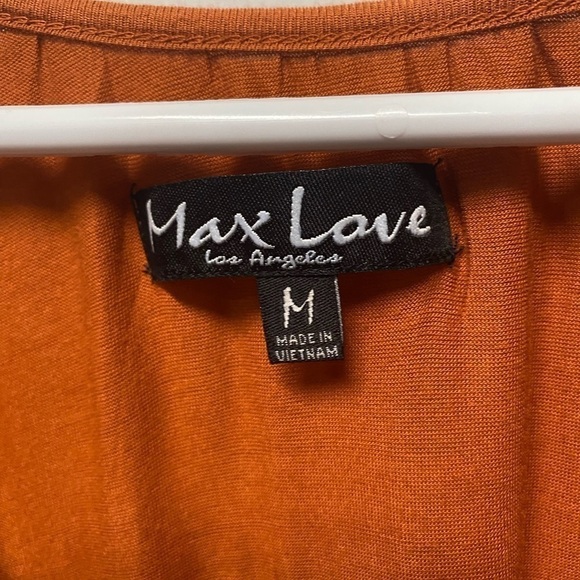 Max Love
Los Angeles
M
MADE IN
VIETNAM